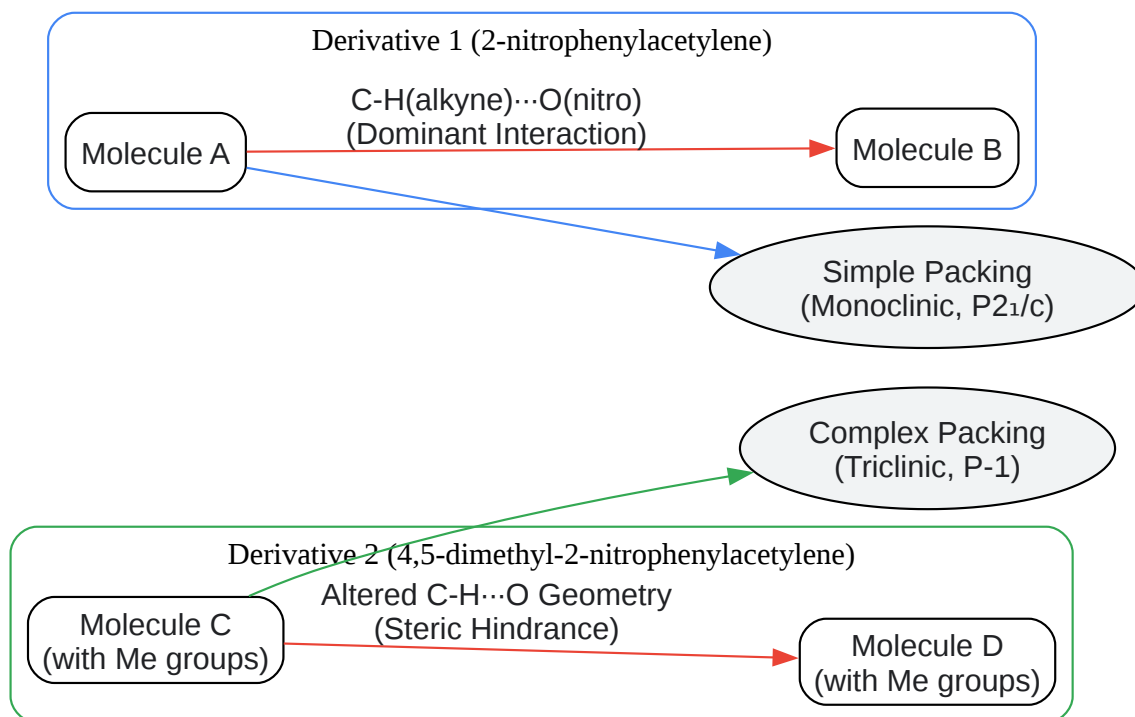 Derivative 1 (2-nitrophenylacetylene)
C-H(alkyne)···O(nitro)
(Dominant Interaction)
Molecule A
Molecule B
Simple Packing
(Monoclinic, P2₁/c)
Complex Packing
(Triclinic, P-1)
Derivative 2 (4,5-dimethyl-2-nitrophenylacetylene)
Altered C-H···O Geometry
(Steric Hindrance)
Molecule C
(with Me groups)
Molecule D
(with Me groups)